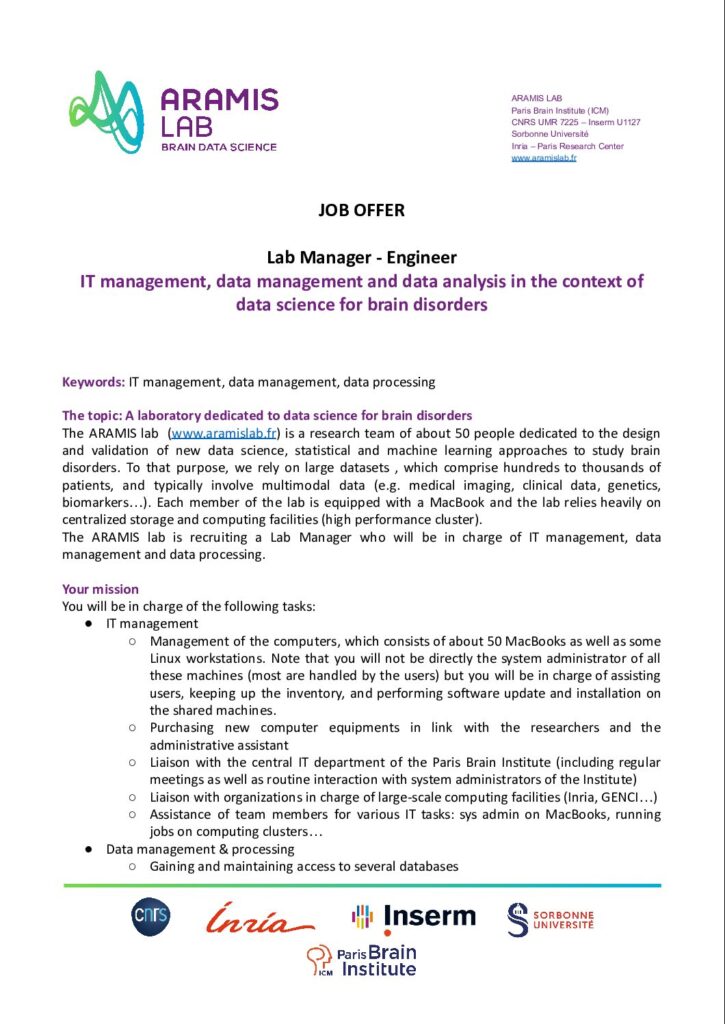 ARAMIS
LAB
BRAIN DATA SCIENCE
ARAMIS LAB
Paris Brain Institute (ICM)
CNRS UMR 7225 – Inserm U1127
Sorbonne Université
Inria – Paris Research Center
www.aramislab.fr
JOB OFFER
Lab Manager - Engineer
IT management, data management and data analysis in the context of
data science for brain disorders
Keywords: IT management, data management, data processing
The topic: A laboratory dedicated to data science for brain disorders
The ARAMIS lab (www.aramislab.fr) is a research team of about 50 people dedicated to the design
and validation of new data science, statistical and machine learning approaches to study brain
disorders. To that purpose, we rely on large datasets , which comprise hundreds to thousands of
patients, and typically involve multimodal data (e.g. medical imaging, clinical data, genetics,
biomarkers…). Each member of the lab is equipped with a MacBook and the lab relies heavily on
centralized storage and computing facilities (high performance cluster).
The ARAMIS lab is recruiting a Lab Manager who will be in charge of IT management, data
management and data processing.
Your mission
You will be in charge of the following tasks:
● IT management
○ Management of the computers, which consists of about 50 MacBooks as well as some
Linux workstations. Note that you will not be directly the system administrator of all
these machines (most are handled by the users) but you will be in charge of assisting
users, keeping up the inventory, and performing software update and installation on
the shared machines.
○ Purchasing new computer equipments in link with the researchers and the
administrative assistant
○ Liaison with the central IT department of the Paris Brain Institute (including regular
meetings as well as routine interaction with system administrators of the Institute)
○ Liaison with organizations in charge of large-scale computing facilities (Inria, GENCI…)
○ Assistance of team members for various IT tasks: sys admin on MacBooks, running
jobs on computing clusters…
● Data management & processing
○ Gaining and maintaining access to several databases
cnrs
Inria
Inserm
SORBONNE
UNIVERSITÉ
ICM
Paris Brain
Institute